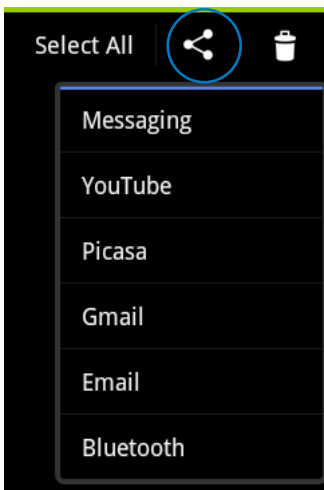 Select All
Messaging
YouTube
Picasa
Gmail
Email
Bluetooth